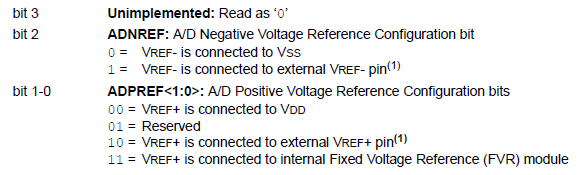 bit 3 Unimplemented: Read as ‘0’
bit 2 ADNREF: A/D Negative Voltage Reference Configuration bit
0 = VREF- is connected to VSS
1 = VREF- is connected to external VREF- pin(1)
bit 1-0 ADPREF<1:0>: A/D Positive Voltage Reference Configuration bits
00 = VREF+ is connected to VDD
01 = Reserved
10 = VREF+ is connected to external VREF+ pin(1)
11 = VREF+ is connected to internal Fixed Voltage Reference (FVR) module